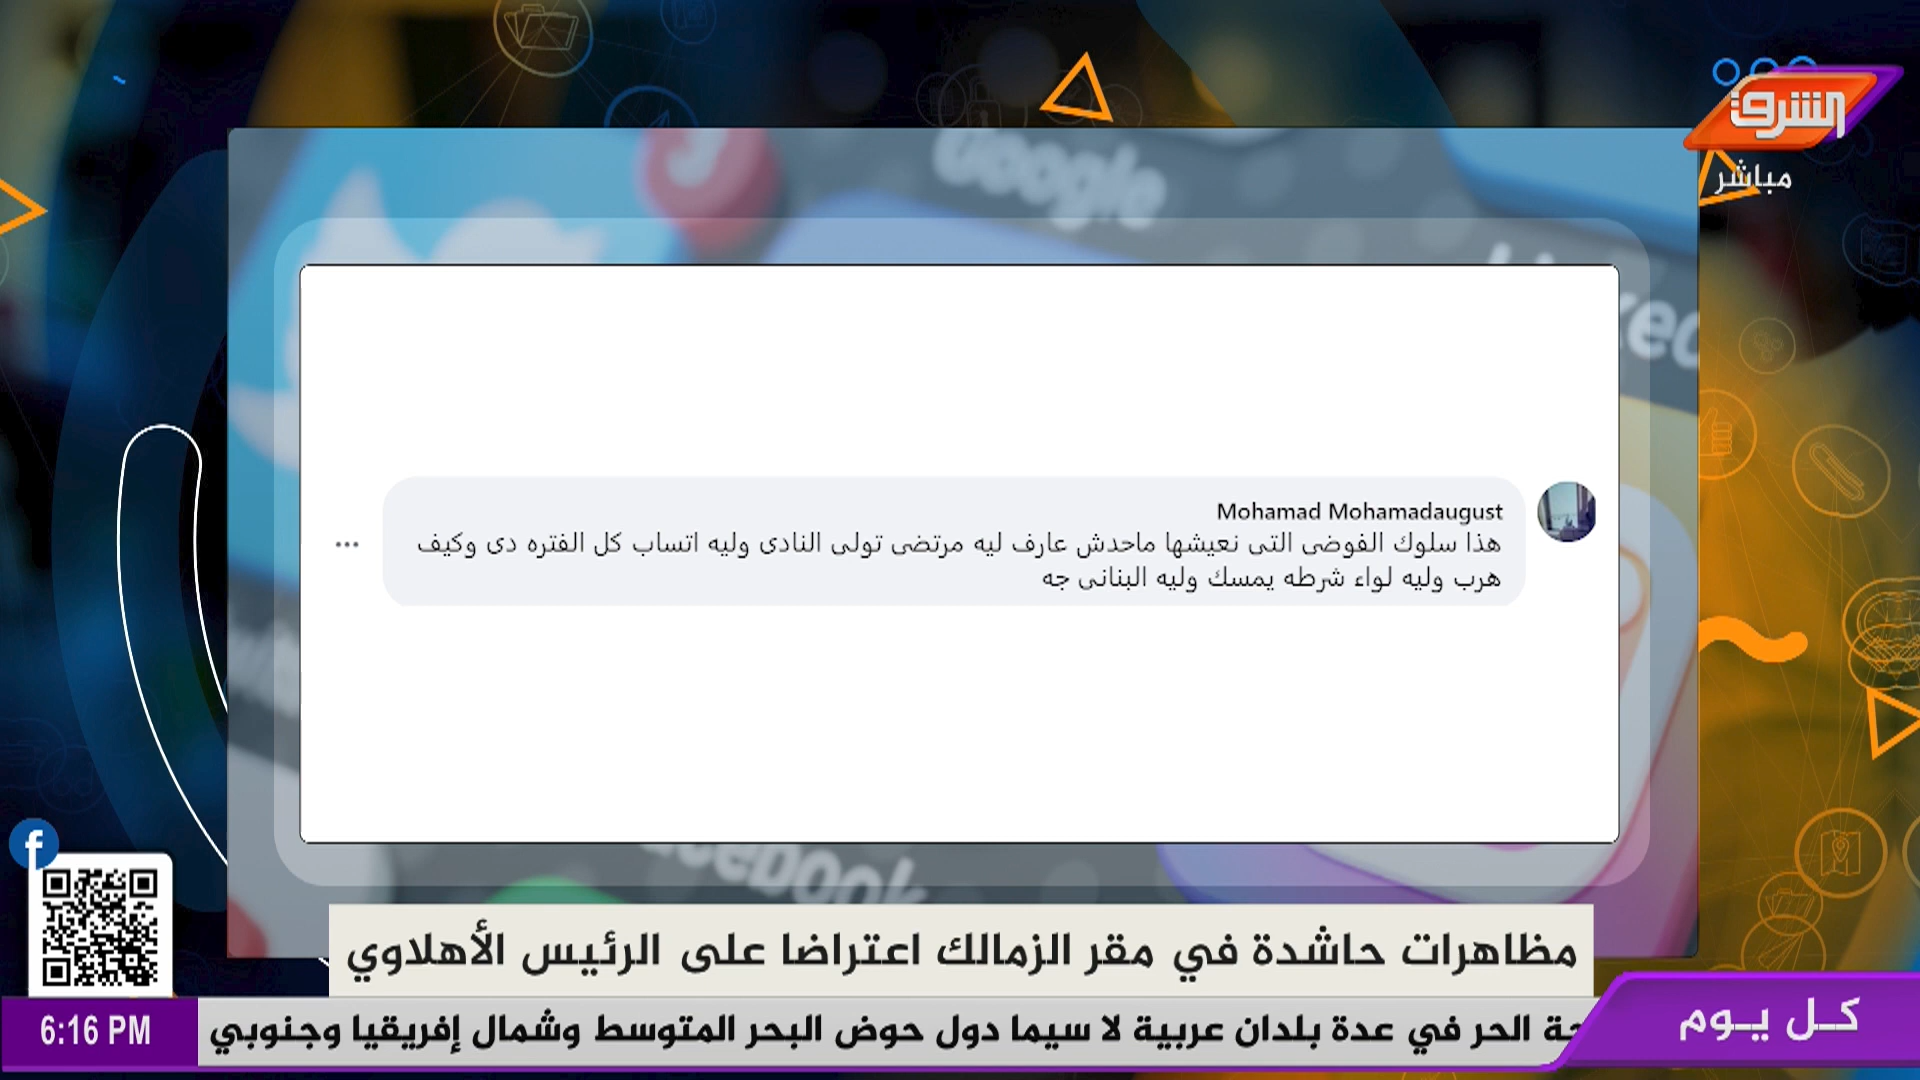 الشرق
مباشر
Google
Mohamad Mohamadaugust
هذا سلوك الفوضى التى نعيشها ماحدش عارف ليه مرتضى تولى النادى وليه اتساب كل الفتره دى وكيف
هرب وليه لواء شرطه يمسك وليه البنانى جه
مظاهرات حاشدة في مقر الزمالك اعتراضا على الرئيس الأهلاوي
كل يوم
الحر في عدة بلدان عربية لا سيما دول حوض البحر المتوسط وشمال إفريقيا وجنوبي
6:16 PM